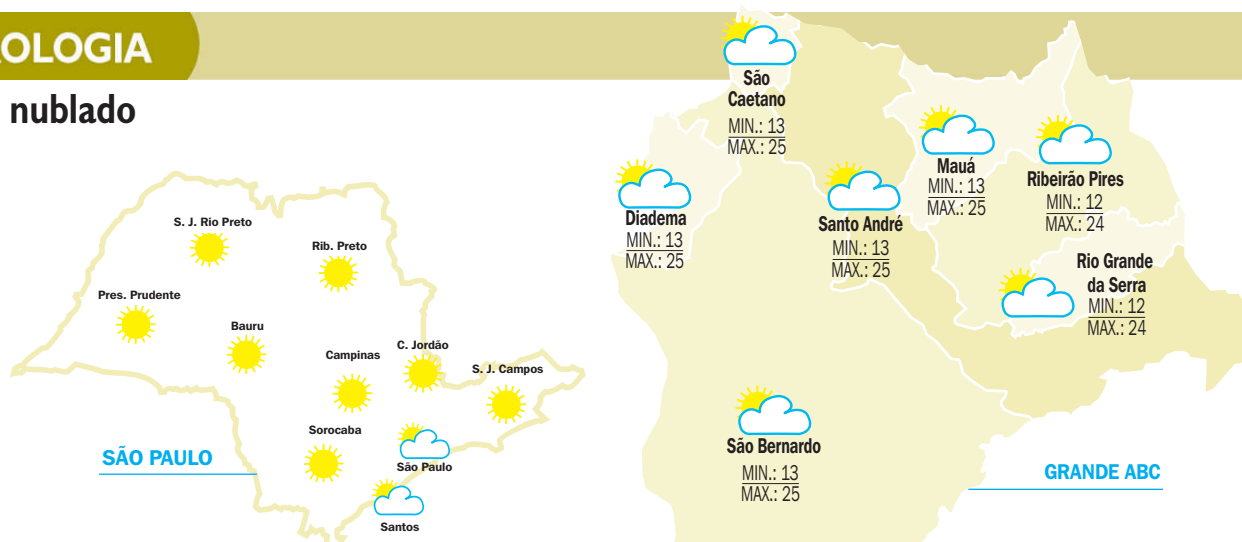 OLOGIA
nublado
S. J. Rio Preto
Rib. Preto
Pres. Prudente
Bauru
Campinas
C. Jordão
S. J. Campos
Sorocaba
São Paulo
Santos
SÃO PAULO
São
Caetano
MIN.: 13
MAX.: 25
Diadema
MIN.: 13
MAX.: 25
Santo André
MIN.: 13
MAX.: 25
Mauá
MIN.: 13
MAX.: 25
Ribeirão Pires
MIN.: 12
MAX.: 24
Rio Grande
da Serra
MIN.: 12
MAX.: 24
São Bernardo
MIN.: 13
MAX.: 25
GRANDE ABC